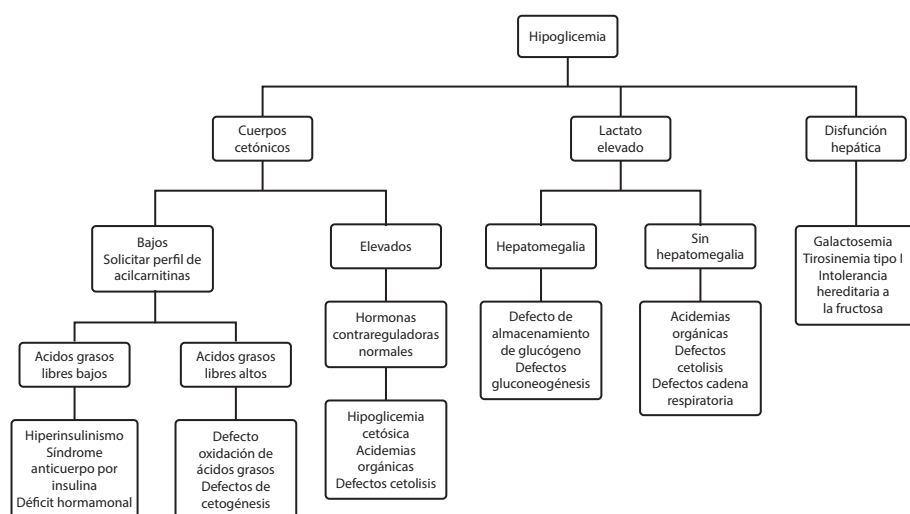 Hipoglicemia
Cuerpos
cetónicos
Lactato
elevado
Disfunción
hepática
Bajos
Solicitar perfil de
acilcarnitinas
Elevados
Hepatomegalia
Sin
hepatomegalia
Galactosemia
Tirosinemia tipo I
Intolerancia
hereditaria a
la fructosa
Acidos grasos
libres bajos
Acidos grasos
libres altos
Hormonas
contrareguladoras
normales
Defecto de
almacenamiento
de glucógeno
Defectos
gluconeogénesis
Acidemias
orgánicas
Defectos
cetolisis
Defectos cadena
respiratoria
Hiperinsulinismo
Síndrome
anticuerpo por
insulina
Déficit hormamonal
Defecto
oxidación de
ácidos grasos
Defectos de
cetogénesis
Hipoglicemia
cetósica
Acidemias
orgánicas
Defectos cetolisis